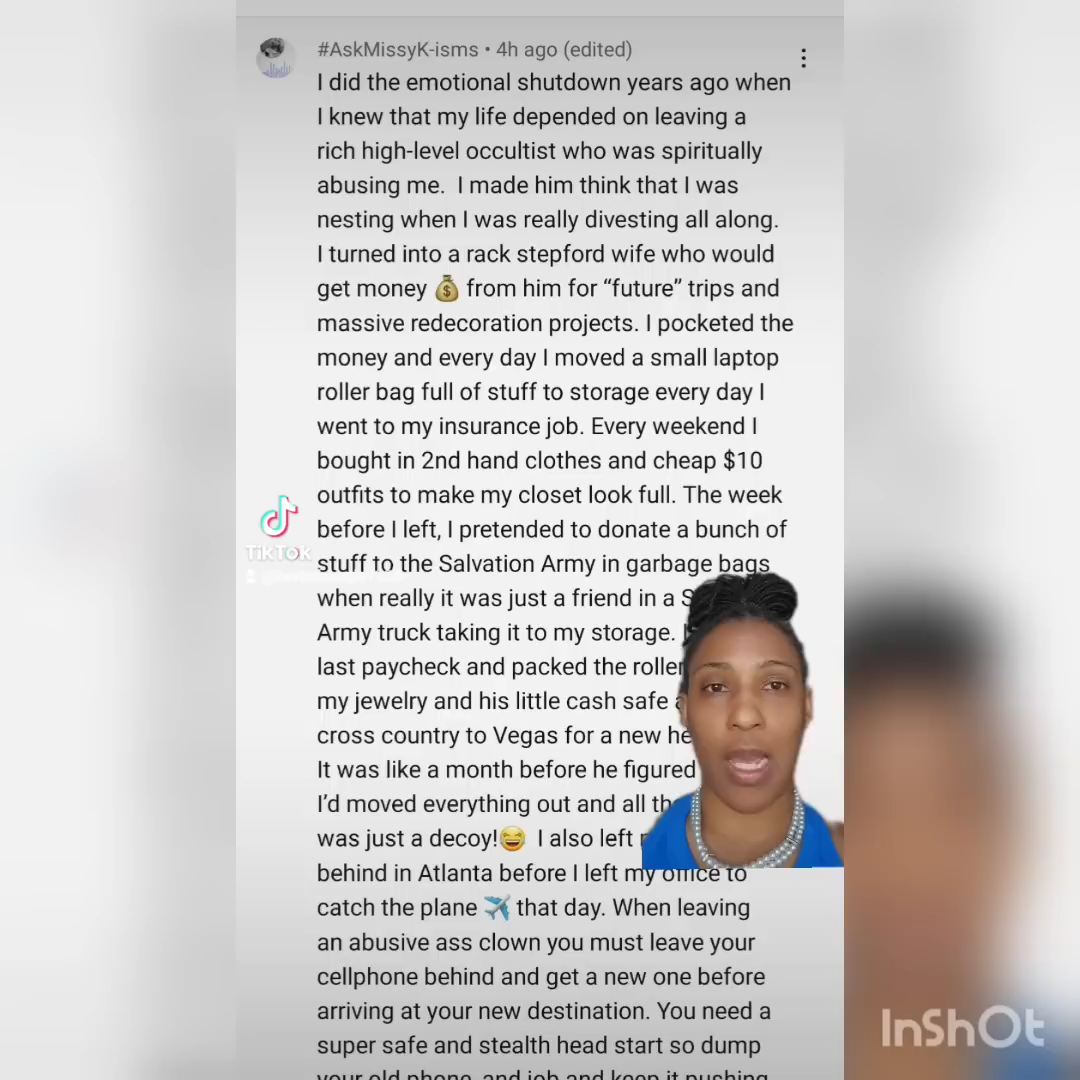 #AskMissyK-isms • 4h ago (edited)
I did the emotional shutdown years ago when
I knew that my life depended on leaving a
rich high-level occultist who was spiritually
abusing me. I made him think that I was
nesting when I was really divesting all along.
I turned into a rack stepford wife who would
get money 💰 from him for “future” trips and
massive redecoration projects. I pocketed the
money and every day I moved a small laptop
roller bag full of stuff to storage every day I
went to my insurance job. Every weekend I
bought in 2nd hand clothes and cheap $10
outfits to make my closet look full. The week
before I left, I pretended to donate a bunch of
stuff to the Salvation Army in garbage bags
when really it was just a friend in a S
Army truck taking it to my storage.
last paycheck and packed the roller
my jewelry and his little cash safe
cross country to Vegas for a new
It was like a month before he figured
I’d moved everything out and all
was just a decoy!😆 I also left
behind in Atlanta before I left my office to
catch the plane ✈️ that day. When leaving
an abusive ass clown you must leave your
cellphone behind and get a new one before
arriving at your new destination. You need a
super safe and stealth head start so dump
your old phone, and job and keep it pushing
TikTok
InShOt